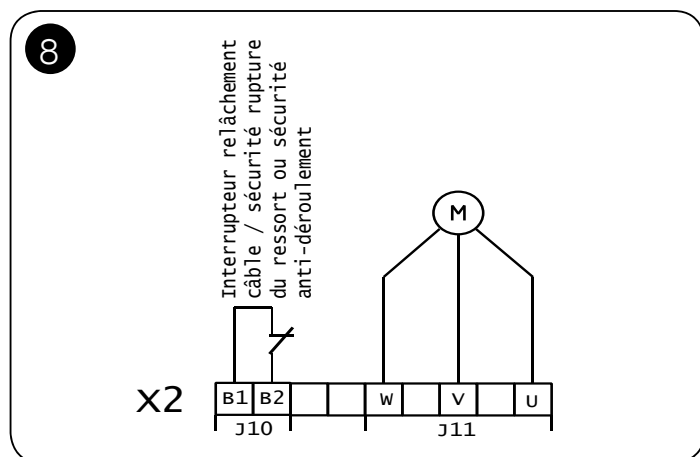 8
Interrupteur relâchement
câble / sécurité rupture
du ressort ou sécurité
anti-déroulement
M
X2
B1 B2 W V U
J10 J11